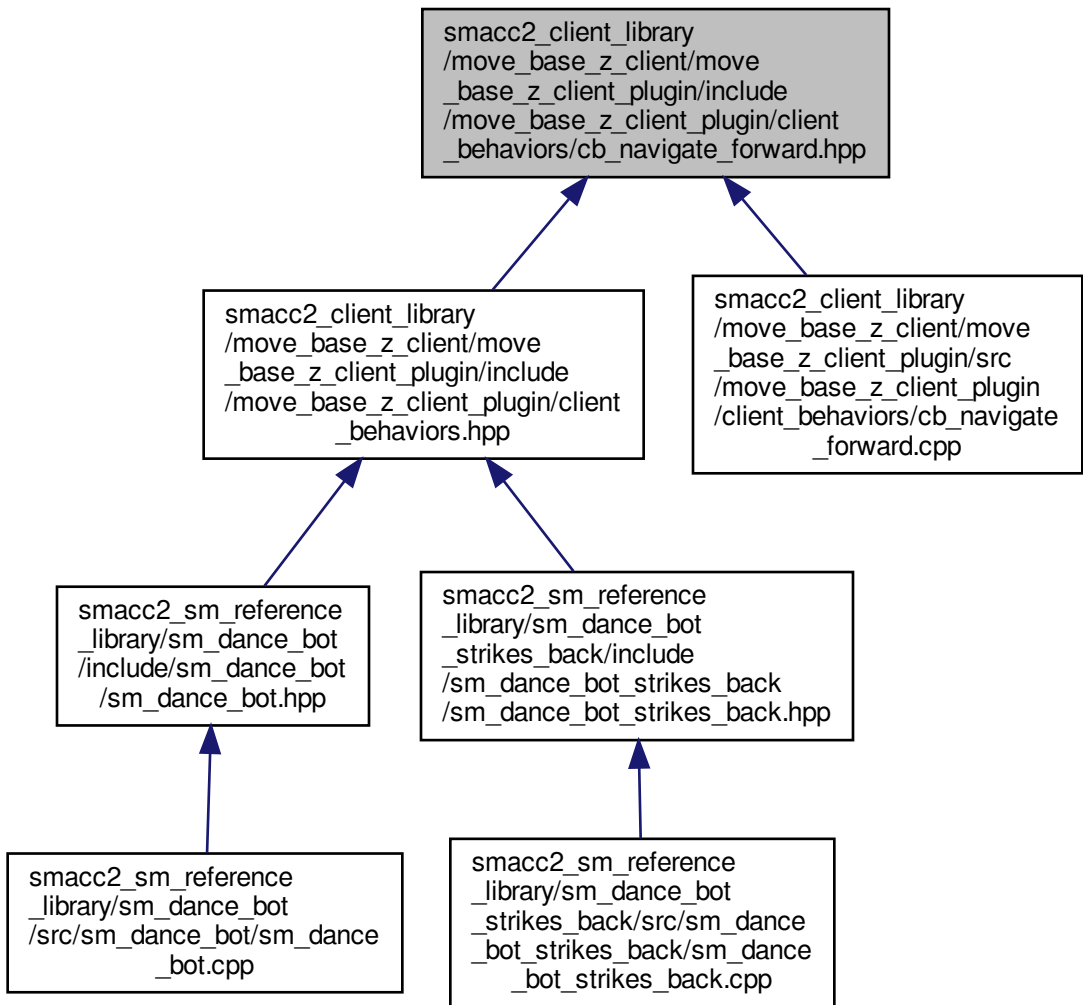 smacc2_client_library
/move_base_z_client/move
_base_z_client_plugin/include
/move_base_z_client_plugin/client
_behaviors/cb_navigate_forward.hpp
smacc2_client_library
/move_base_z_client/move
_base_z_client_plugin/include
/move_base_z_client_plugin/client
_behaviors.hpp
smacc2_client_library
/move_base_z_client/move
_base_z_client_plugin/src
/move_base_z_client_plugin
/client_behaviors/cb_navigate
_forward.cpp
smacc2_sm_reference
_library/sm_dance_bot
/include/sm_dance_bot
/sm_dance_bot.hpp
smacc2_sm_reference
_library/sm_dance_bot
_strikes_back/include
/sm_dance_bot_strikes_back
/sm_dance_bot_strikes_back.hpp
smacc2_sm_reference
_library/sm_dance_bot
/src/sm_dance_bot/sm_dance
_bot.cpp
smacc2_sm_reference
_library/sm_dance_bot
_strikes_back/src/sm_dance
_bot_strikes_back/sm_dance
_bot_strikes_back.cpp